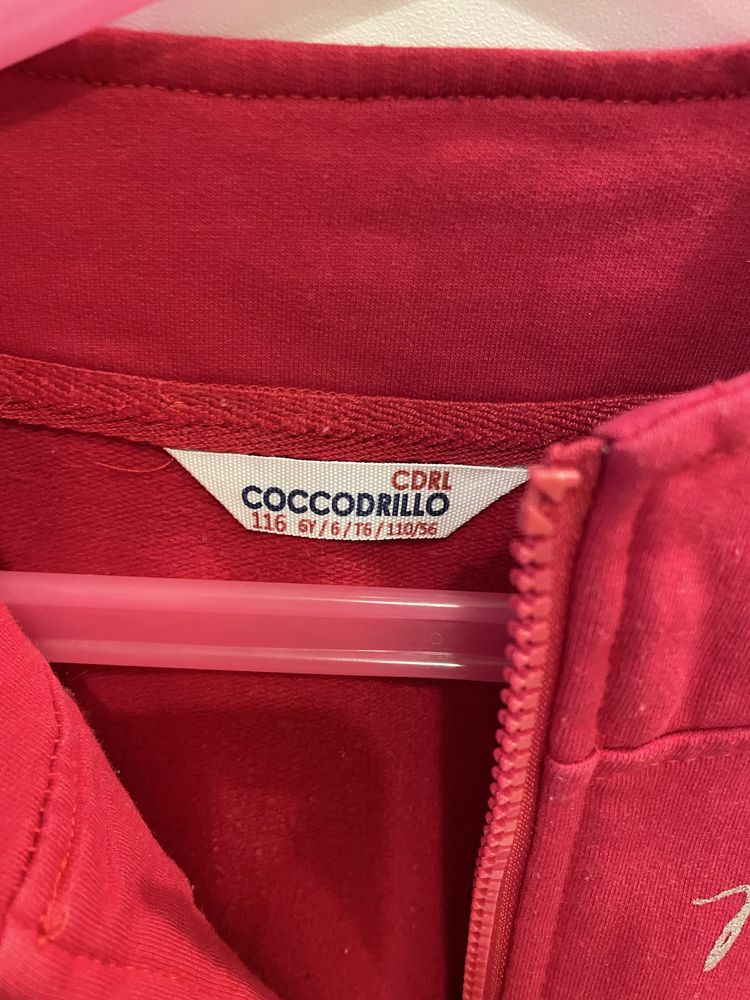 CDRL
COCCODRILLO
116 6Y / 6 / T6 / 110/56